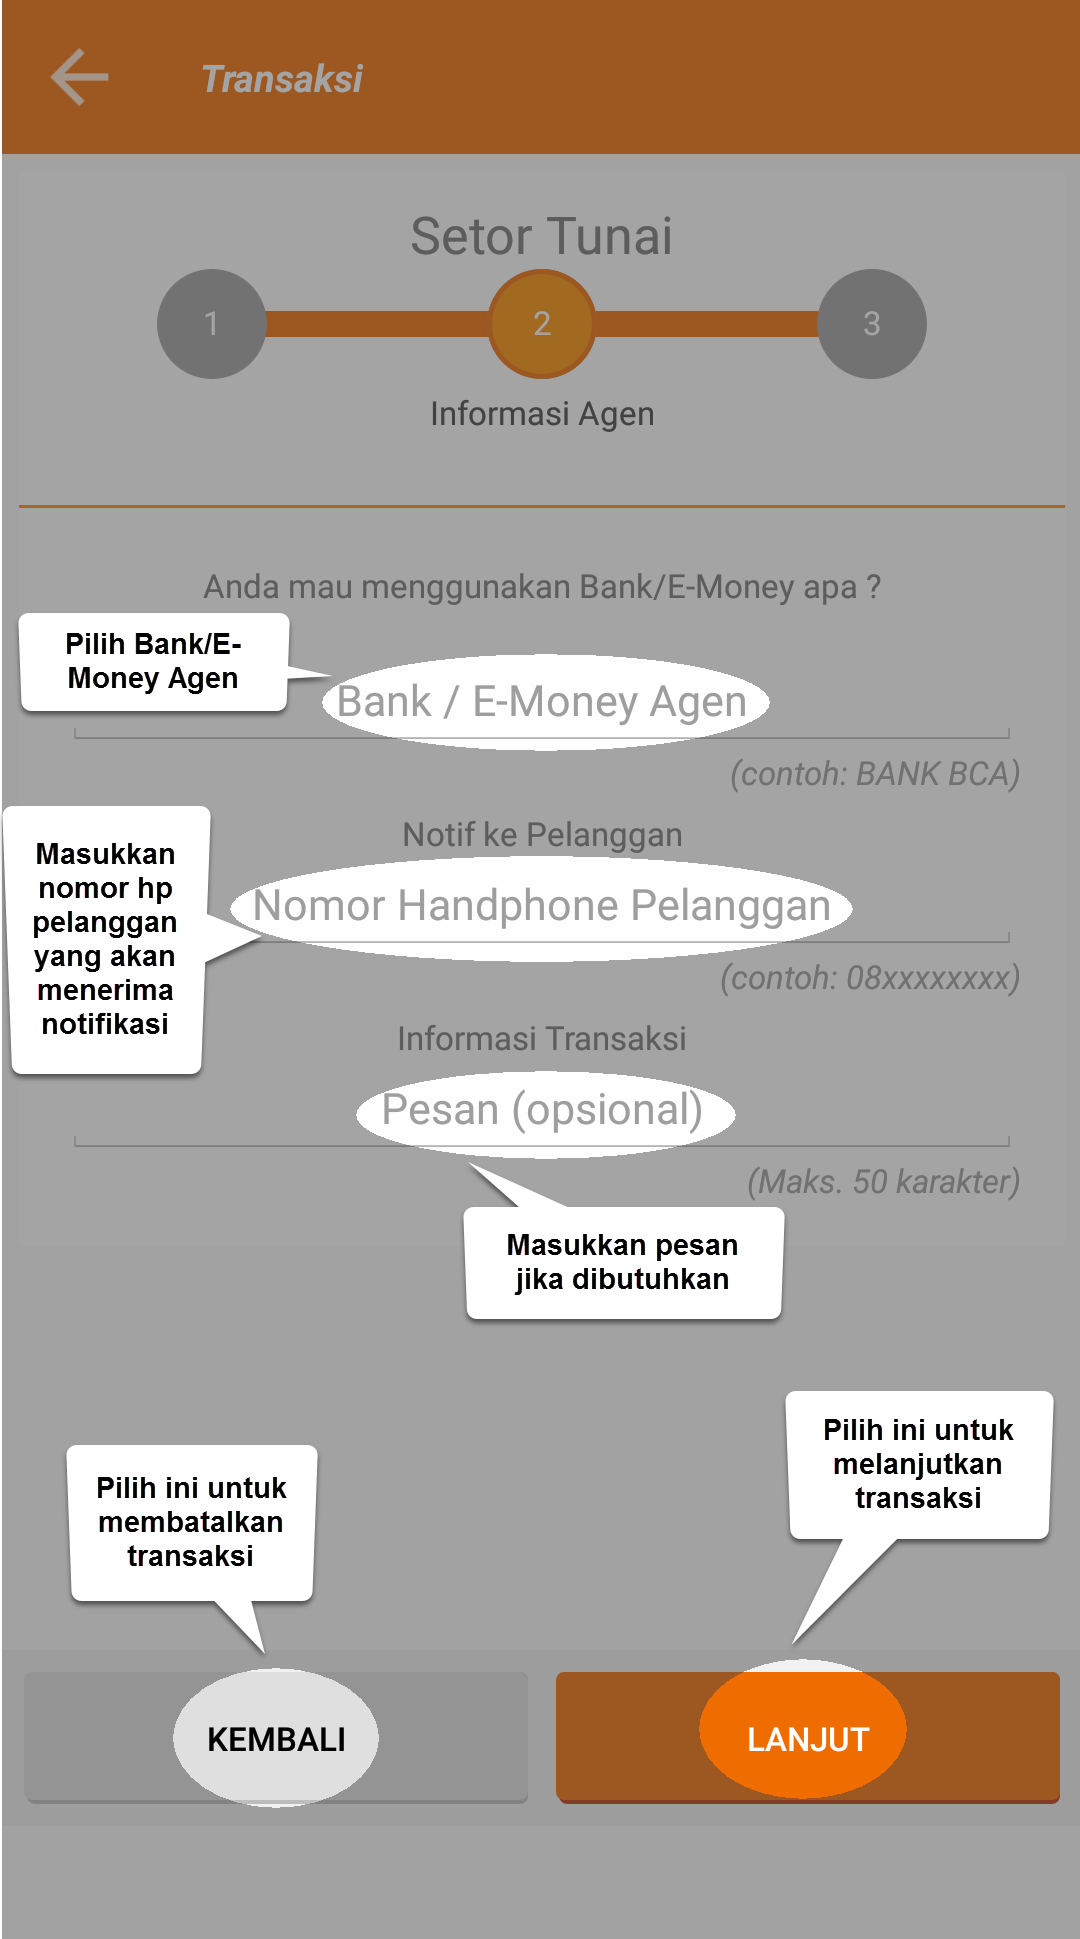 Transaksi
Setor Tunai
1 2 3
Informasi Agen
Anda mau menggunakan Bank/E-Money apa ?
Pilih Bank/E-
Money Agen
Bank / E-Money Agen
(contoh: BANK BCA)
Notif ke Pelanggan
Masukkan
nomor hp
pelanggan
yang akan
menerima
notifikasi
Nomor Handphone Pelanggan
(contoh: 08xxxxxxxx)
Informasi Transaksi
Pesan (opsional)
(Maks. 50 karakter)
Masukkan pesan
jika dibutuhkan
Pilih ini untuk
membatalkan
transaksi
Pilih ini untuk
melanjutkan
transaksi
KEMBALI
LANJUT